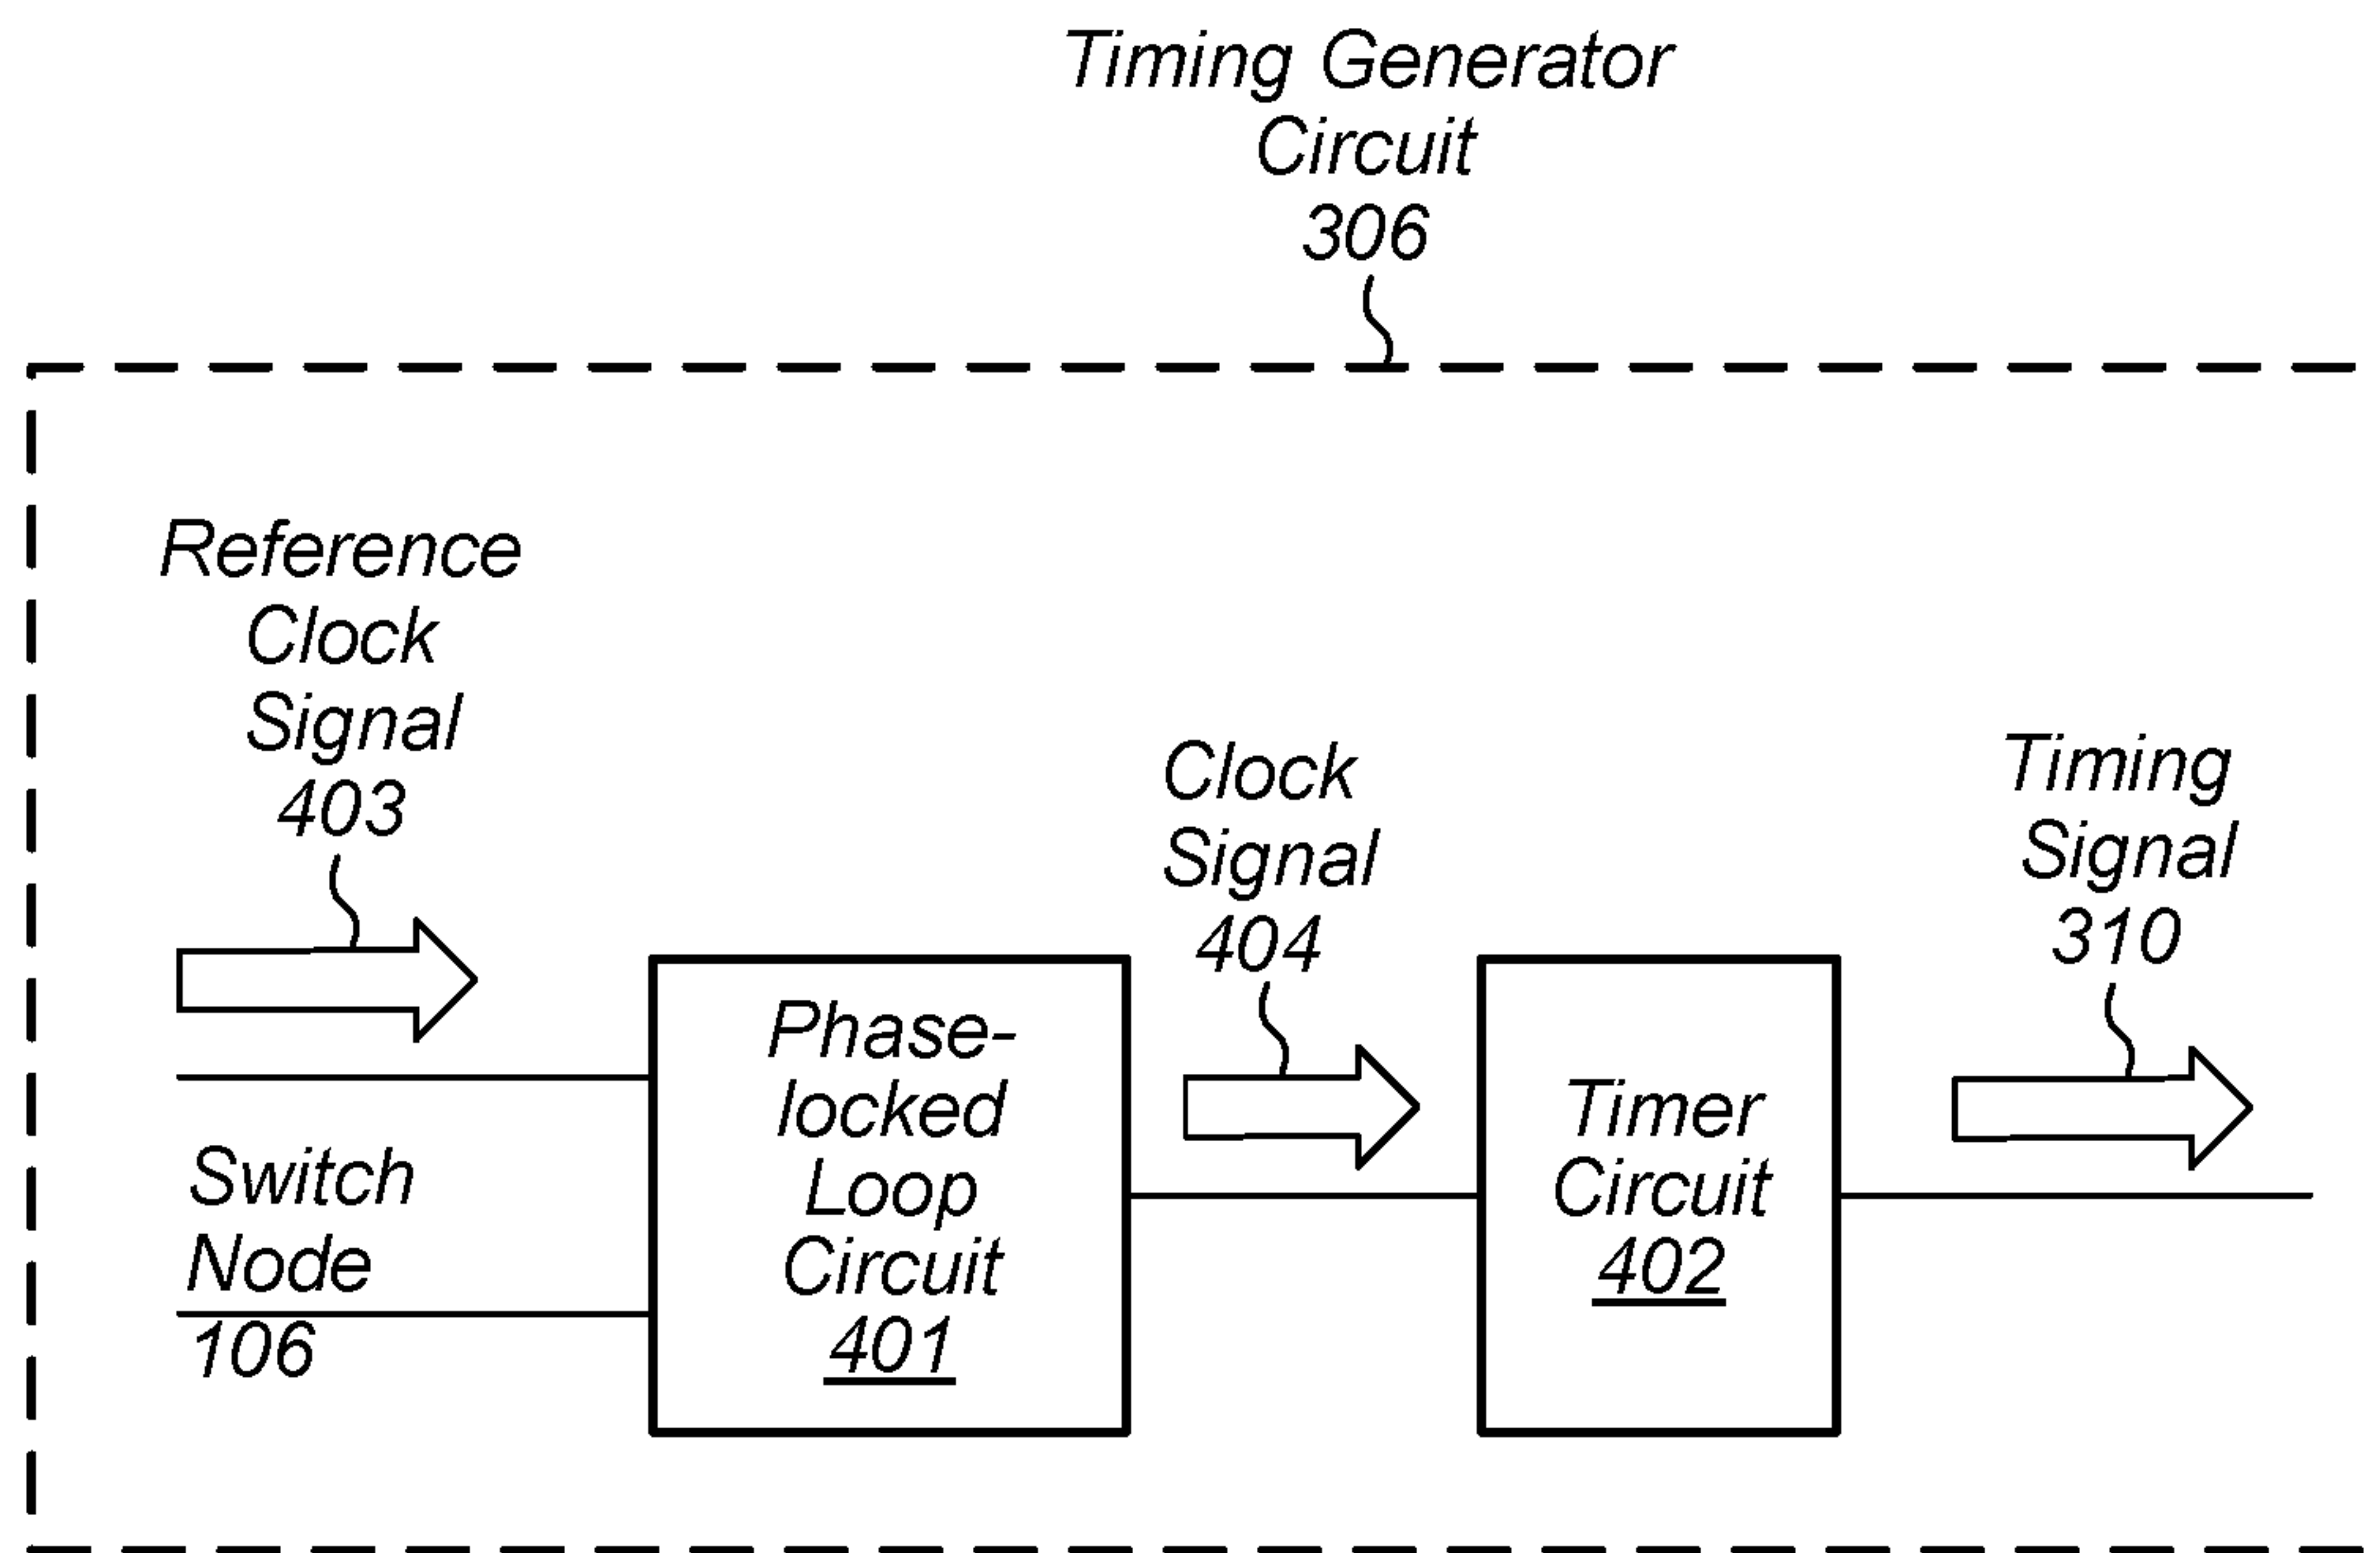 Timing Generator
Circuit
306
Reference
Clock
Signal
403
Clock
Signal
404
Timing
Signal
310
Switch
Node
106
Phase-
locked
Loop
Circuit
401
Timer
Circuit
402